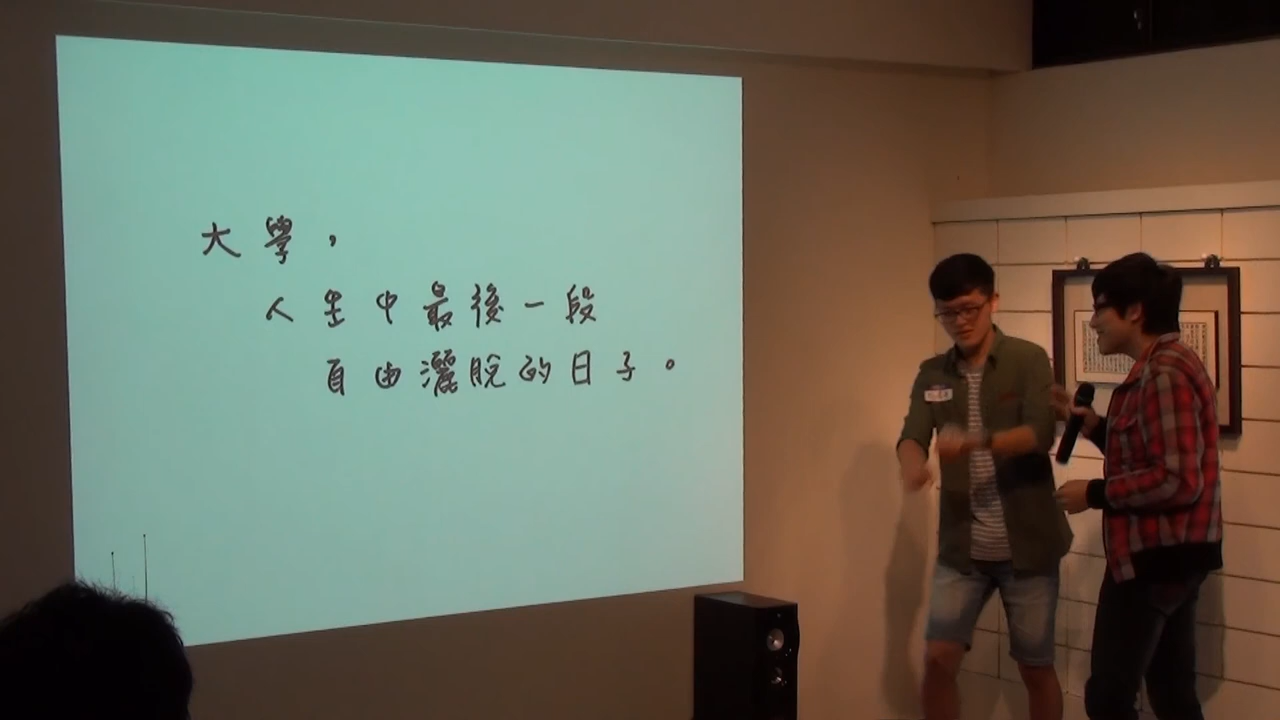 大學，
人生中最後一段
自由灑脫的日子。